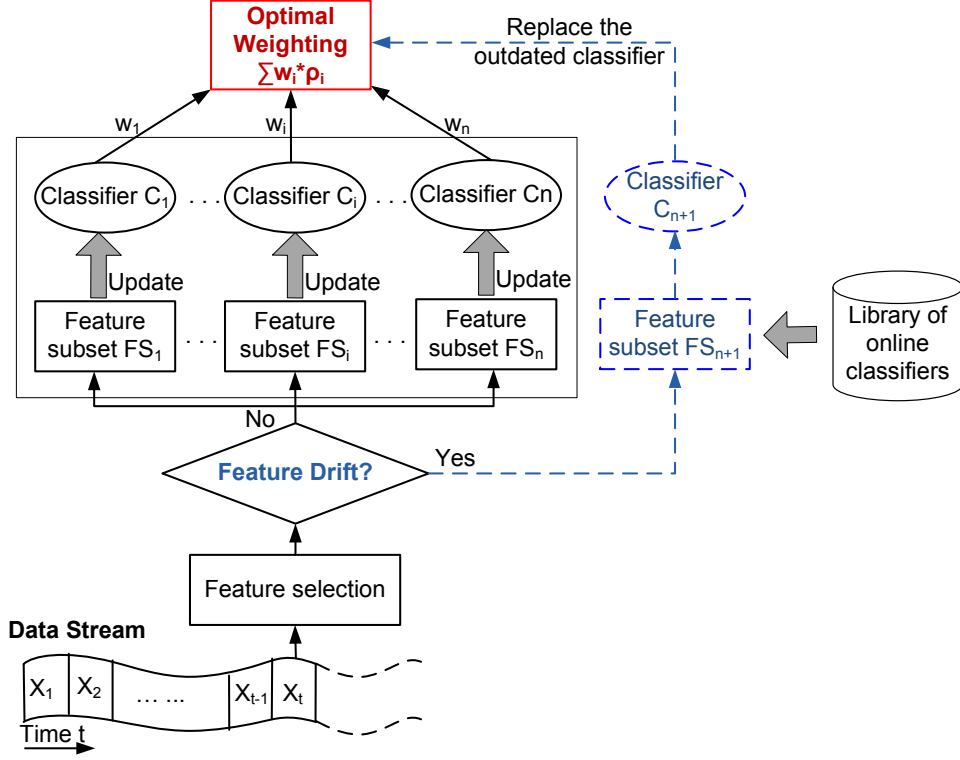 Optimal
Weighting
∑wᵢ*ρᵢ
Replace the
outdated classifier
w₁
wᵢ
wₙ
Classifier C₁
. . .
Classifier Cᵢ
. . .
Classifier Cn
Classifier
Cₙ₊₁
Update
Update
Update
Feature
subset FS₁
. . .
Feature
subset FSᵢ
. . .
Feature
subset FSₙ
Feature
subset FSₙ₊₁
Library of
online
classifiers
No
Feature Drift?
Yes
Feature selection
Data Stream
X₁
X₂
... ...
Xₜ₋₁
Xₜ
Time t